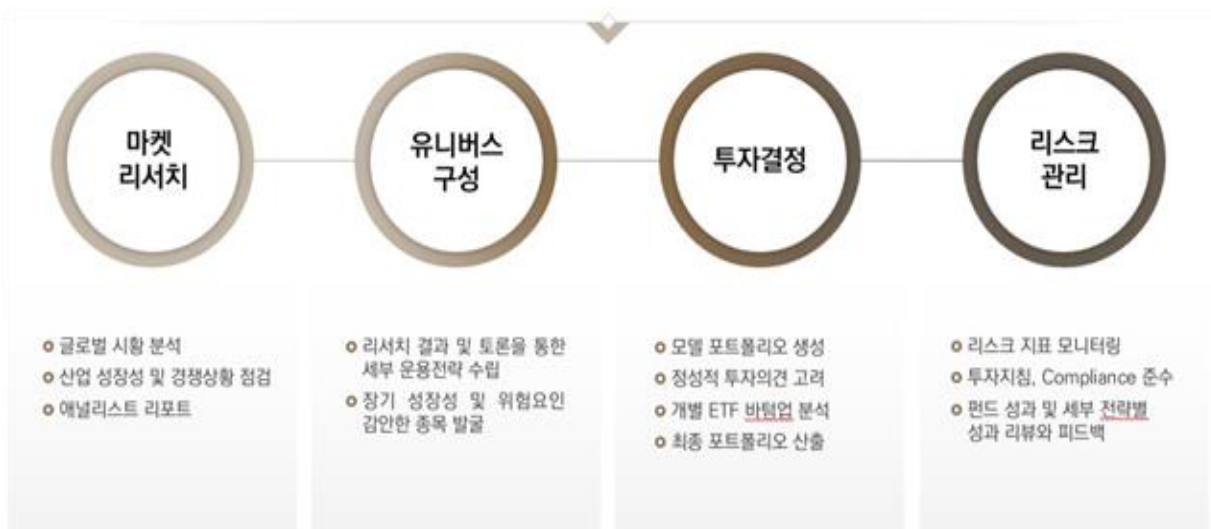 마켓
리서치
유니버스
구성
투자결정
리스크
관리
글로벌 시황 분석
산업 성장성 및 경쟁상황 점검
애널리스트 리포트
리서치 결과 및 토론을 통한
세부 운용전략 수립
장기 성장성 및 위험요인
감안한 종목 발굴
모델 포트폴리오 생성
정성적 투자의견 고려
개별 ETF 바텀업 분석
최종 포트폴리오 산출
리스크 지표 모니터링
투자지침, Compliance 준수
펀드 성과 및 세부 전략별
성과 리뷰와 피드백